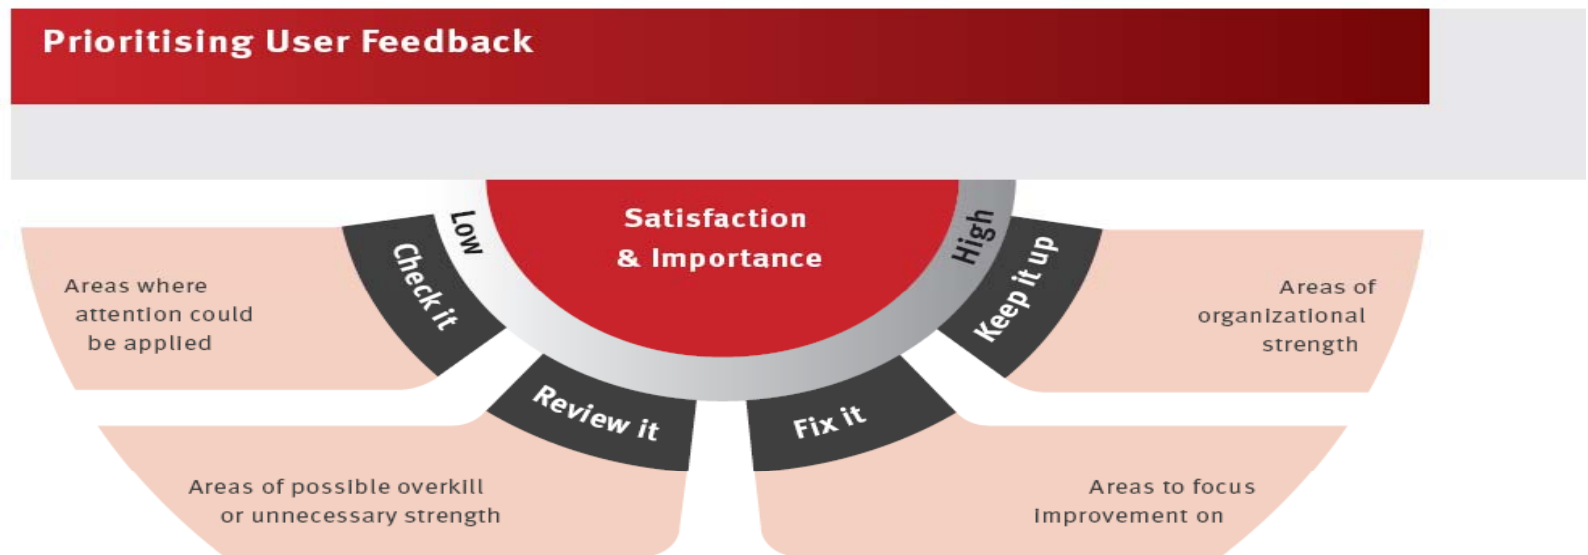 Prioritising User Feedback
Satisfaction
& Importance
Low
High
Check it
Areas where
attention could
be applied
Review it
Areas of possible overkill
or unnecessary strength
Fix it
Areas to focus
improvement on
Keep it up
Areas of
organizational
strength